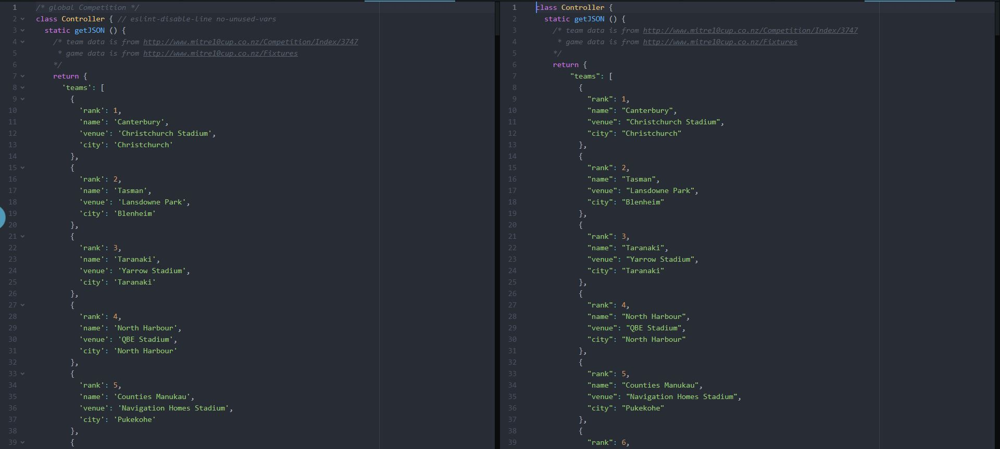 1 /* global Competition */
2 class Controller { // eslint-disable-line no-unused-vars
3 static getJSON () {
4 /* team data is from http://www.mitre10cup.co.nz/Competition/Index/3747
5 * game data is from http://www.mitre10cup.co.nz/Fixtures
6 */
7 return {
8 'teams': [
9 {
10 'rank': 1,
11 'name': 'Canterbury',
12 'venue': 'Christchurch Stadium',
13 'city': 'Christchurch'
14 },
15 {
16 'rank': 2,
17 'name': 'Tasman',
18 'venue': 'Lansdowne Park',
19 'city': 'Blenheim'
20 },
21 {
22 'rank': 3,
23 'name': 'Taranaki',
24 'venue': 'Yarrow Stadium',
25 'city': 'Taranaki'
26 },
27 {
28 'rank': 4,
29 'name': 'North Harbour',
30 'venue': 'QBE Stadium',
31 'city': 'North Harbour'
32 },
33 {
34 'rank': 5,
35 'name': 'Counties Manukau',
36 'venue': 'Navigation Homes Stadium',
37 'city': 'Pukekohe'
38 },
39 {
1 class Controller {
2 static getJSON () {
3 /* team data is from http://www.mitre10cup.co.nz/Competition/Index/3747
4 * game data is from http://www.mitre10cup.co.nz/Fixtures
5 */
6 return {
7 "teams": [
8 {
9 "rank": 1,
10 "name": "Canterbury",
11 "venue": "Christchurch Stadium",
12 "city": "Christchurch"
13 },
14 {
15 "rank": 2,
16 "name": "Tasman",
17 "venue": "Lansdowne Park",
18 "city": "Blenheim"
19 },
20 {
21 "rank": 3,
22 "name": "Taranaki",
23 "venue": "Yarrow Stadium",
24 "city": "Taranaki"
25 },
26 {
27 "rank": 4,
28 "name": "North Harbour",
29 "venue": "QBE Stadium",
30 "city": "North Harbour"
31 },
32 {
33 "rank": 5,
34 "name": "Counties Manukau",
35 "venue": "Navigation Homes Stadium",
36 "city": "Pukekohe"
37 },
38 {
39 "rank": 6,